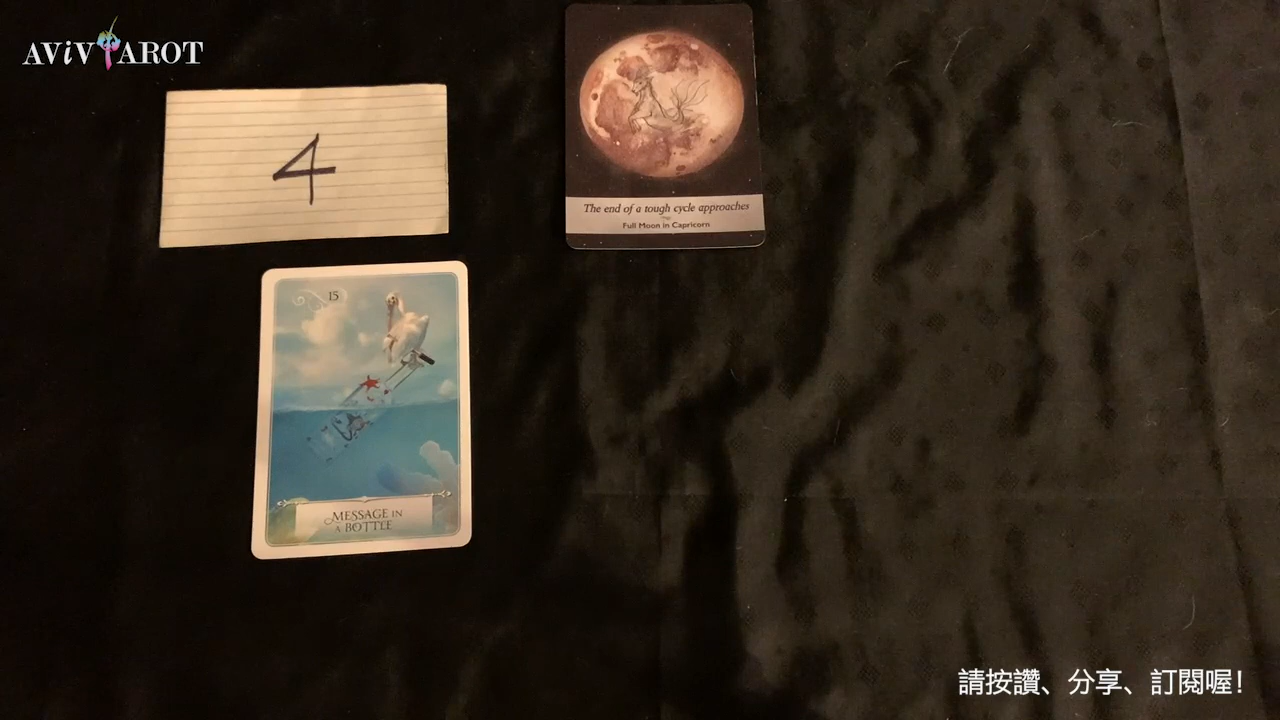 AViVTAROT
4
The end of a tough cycle approaches
Full Moon in Capricorn
15
MESSAGE IN
A BOTTLE
請按讚、分享、訂閱喔!